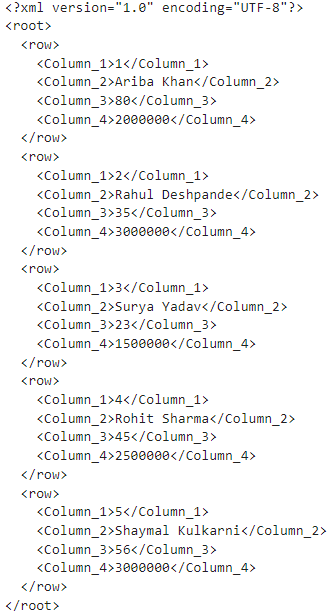 <?xml version="1.0" encoding="UTF-8"?>
<root>
  <row>
    <Column_1>1</Column_1>
    <Column_2>Ariba Khan</Column_2>
    <Column_3>80</Column_3>
    <Column_4>2000000</Column_4>
  </row>
  <row>
    <Column_1>2</Column_1>
    <Column_2>Rahul Deshpande</Column_2>
    <Column_3>35</Column_3>
    <Column_4>3000000</Column_4>
  </row>
  <row>
    <Column_1>3</Column_1>
    <Column_2>Surya Yadav</Column_2>
    <Column_3>23</Column_3>
    <Column_4>1500000</Column_4>
  </row>
  <row>
    <Column_1>4</Column_1>
    <Column_2>Rohit Sharma</Column_2>
    <Column_3>45</Column_3>
    <Column_4>2500000</Column_4>
  </row>
  <row>
    <Column_1>5</Column_1>
    <Column_2>Shaymal Kulkarni</Column_2>
    <Column_3>56</Column_3>
    <Column_4>3000000</Column_4>
  </row>
</root>